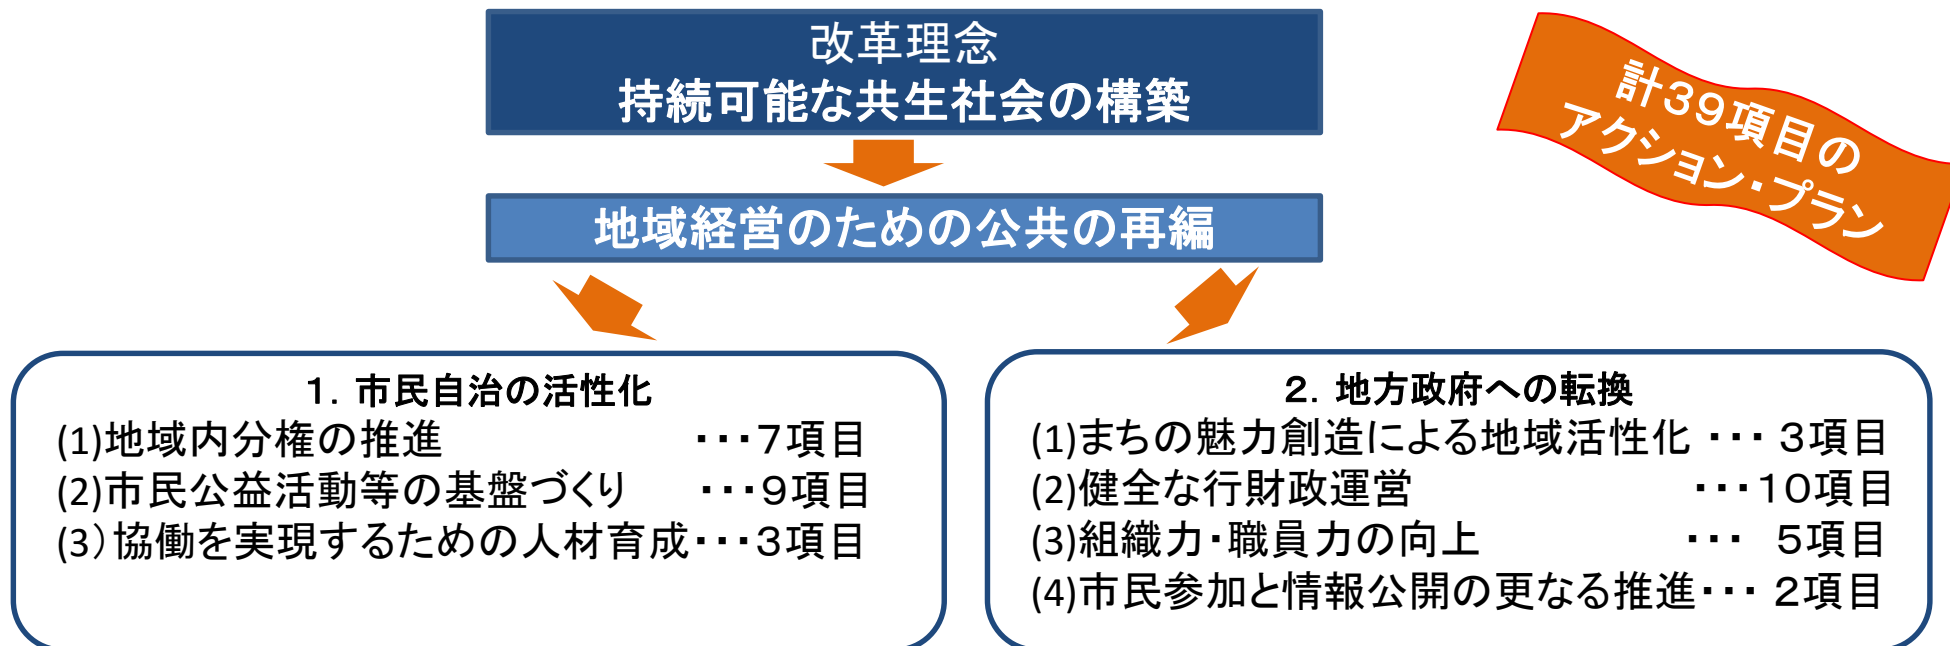 改革理念
持続可能な共生社会の構築
計39項目の
アクション・プラン
地域経営のための公共の再編
1．市民自治の活性化
(1)地域内分権の推進 ・・・7項目
(2)市民公益活動等の基盤づくり ・・・9項目
(3）協働を実現するための人材育成・・・3項目
2．地方政府への転換
(1)まちの魅力創造による地域活性化 ・・・ 3項目
(2)健全な行財政運営 ・・・10項目
(3)組織力・職員力の向上 ・・・ 5項目
(4)市民参加と情報公開の更なる推進・・・ 2項目